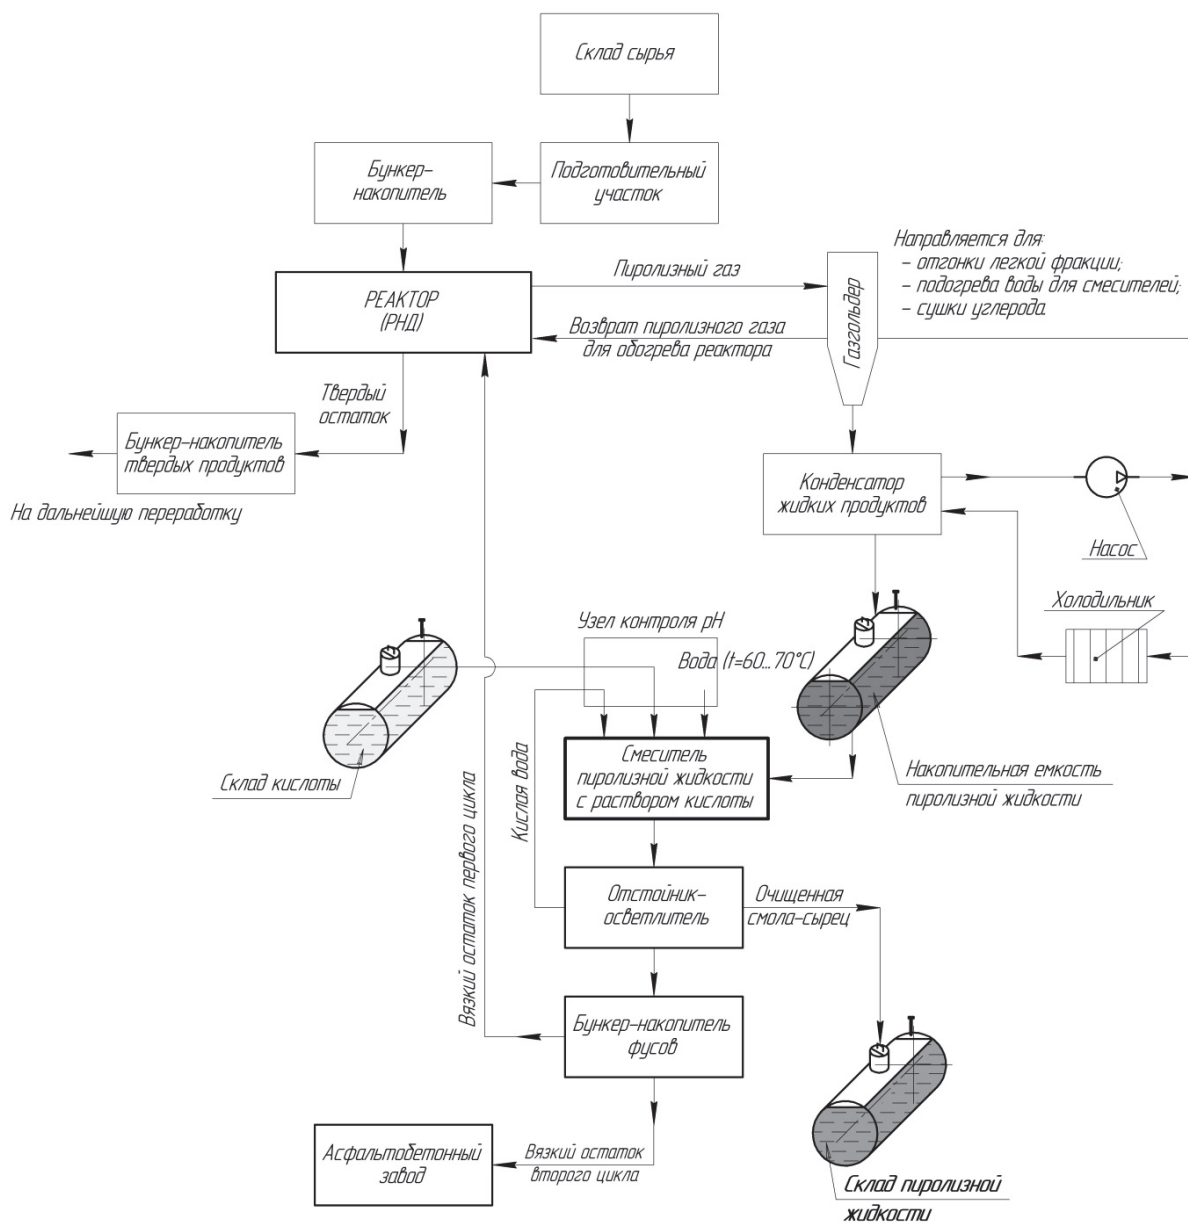 Склад сырья
Бункер-
накопитель
Подготовительный
участок
Направляется для:
- отгонки легкой фракции;
- подогрева воды для смесителей;
- сушки углерода.
РЕАКТОР
(РНД)
Пиролизный газ
Газгольдер
Возврат пиролизного газа
для обогрева реактора
Твердый
остаток
Бункер-накопитель
твердых продуктов
На дальнейшую переработку
Конденсатор
жидких продуктов
Насос
Холодильник
Узел контроля pH
Вода (t=60...70°C)
Склад кислоты
Кислая вода
Смеситель
пиролизной жидкости
с раствором кислоты
Накопительная емкость
пиролизной жидкости
Вязкий остаток первого цикла
Отстойник-
осветлитель
Очищенная
смола-сырец
Бункер-накопитель
фусов
Асфальтобетонный
завод
Вязкий остаток
второго цикла
Склад пиролизной
жидкости